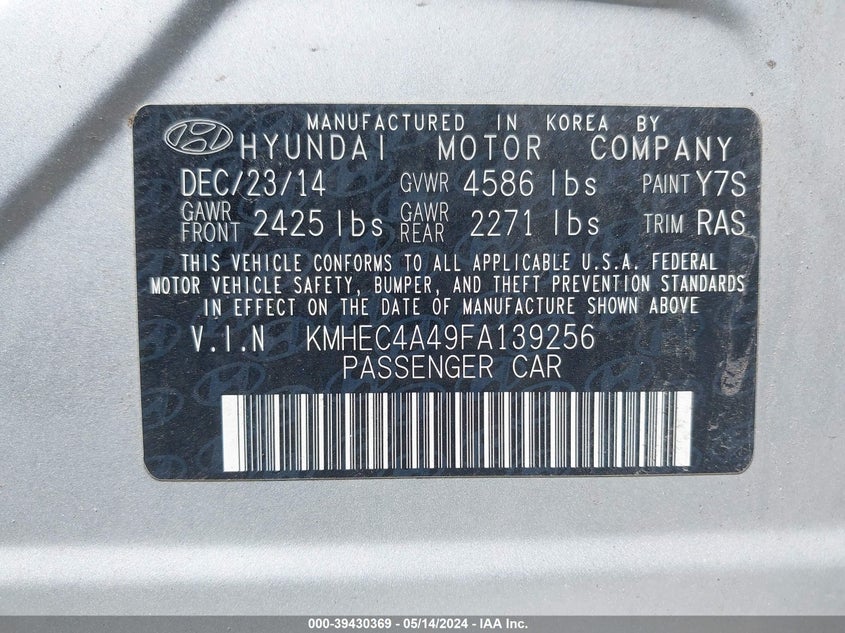 MANUFACTURED IN KOREA BY
HYUNDAI MOTOR COMPANY
DEC/23/14 GVWR 4586 lbs PAINT Y7S
GAWR FRONT 2425 lbs GAWR REAR 2271 lbs TRIM RAS
THIS VEHICLE CONFORMS TO ALL APPLICABLE U.S.A. FEDERAL
MOTOR VEHICLE SAFETY, BUMPER, AND THEFT PREVENTION STANDARDS
IN EFFECT ON THE DATE OF MANUFACTURE SHOWN ABOVE
V.I.N KMHEC4A49FA139256
PASSENGER CAR
000-39430369 - 05/14/2024 - IAA Inc.